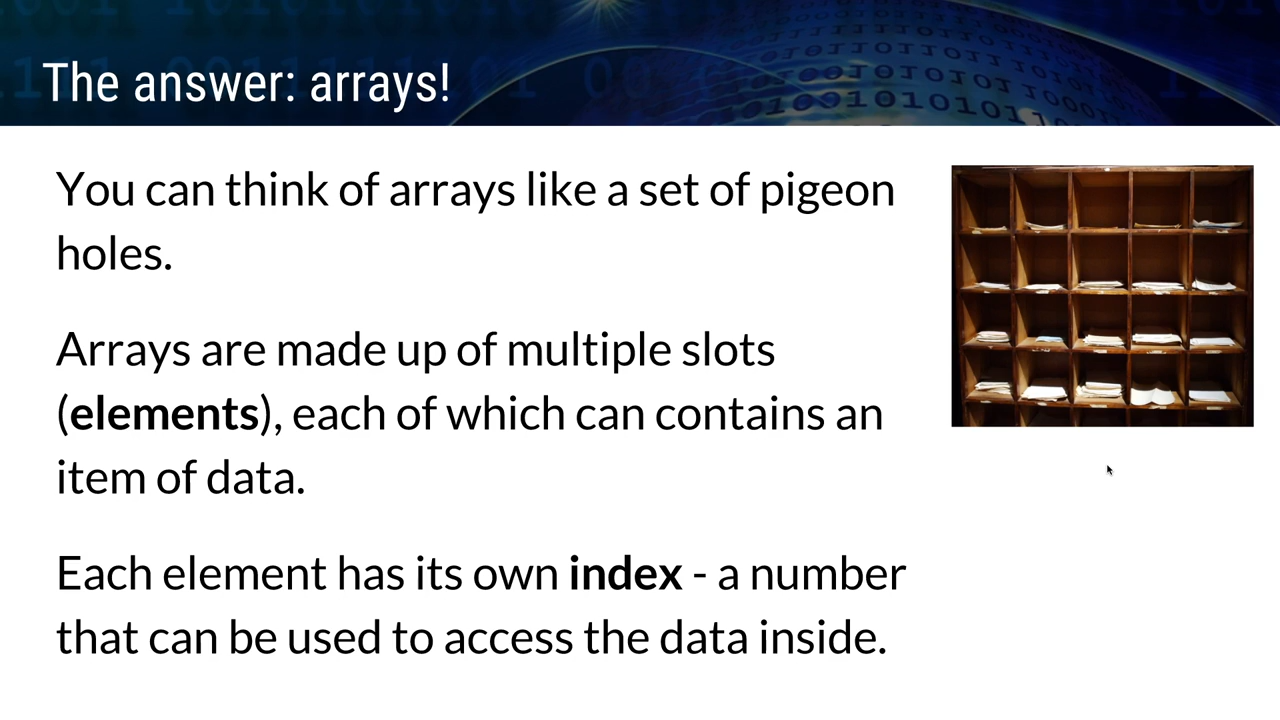 The answer: arrays!
You can think of arrays like a set of pigeon
holes.
Arrays are made up of multiple slots
(elements), each of which can contains an
item of data.
Each element has its own index - a number
that can be used to access the data inside.